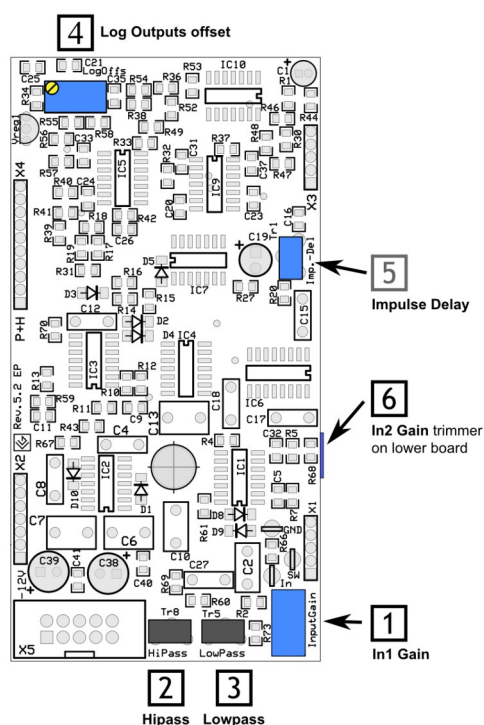 4 Log Outputs offset
C21 R53 IC10 C1
C25 LogOffs C35 R54 R36 R1
R34 R52 R46 R44
R38
Vreg1 R55 R58 R49 R48 R30
R56 C33 R33 IC5 R32 C31 R37
R57 IC9 C37 R47
X4 R40 C24 X3
R41 R18 R42 C20 C23 C16
R39 C26 C19 Tr1
R19 R17 D5 Imp.-Del
R31 R16 IC7 R27 R20 5
D3 R15 C15 Impulse Delay
P+H R70 C12 R14 D2
D4 IC4
IC3
Rev.5.2 EP R13 R12 IC6 6
R59 R10 C18
C11 R11 C9 C13 C17 In2 Gain trimmer
R43 C4 on lower board
R67 R4 C32 R5
X2 C8 IC2 IC1 R68
D10 D1 C5 X1
C7 C6 R61 D8 R7
C10 D9 GND
R66
C39 C41 C38 C40 C27 C2 SW
-12V R69 In
R60 R2 InputGain 1
X5 Tr8 Tr5 R73
HiPass LowPass In1 Gain
2 3
Hipass Lowpass